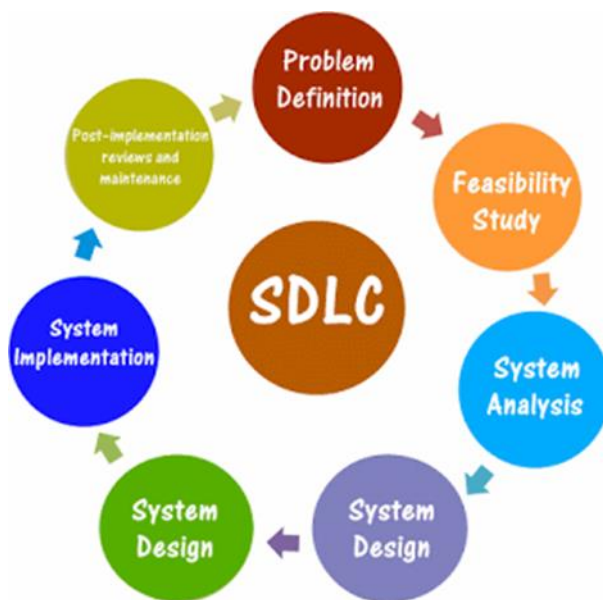 Problem
Definition
Feasibility
Study
System
Analysis
System
Design
System
Design
System
Implementation
Post-implementation
reviews and
maintenance
SDLC